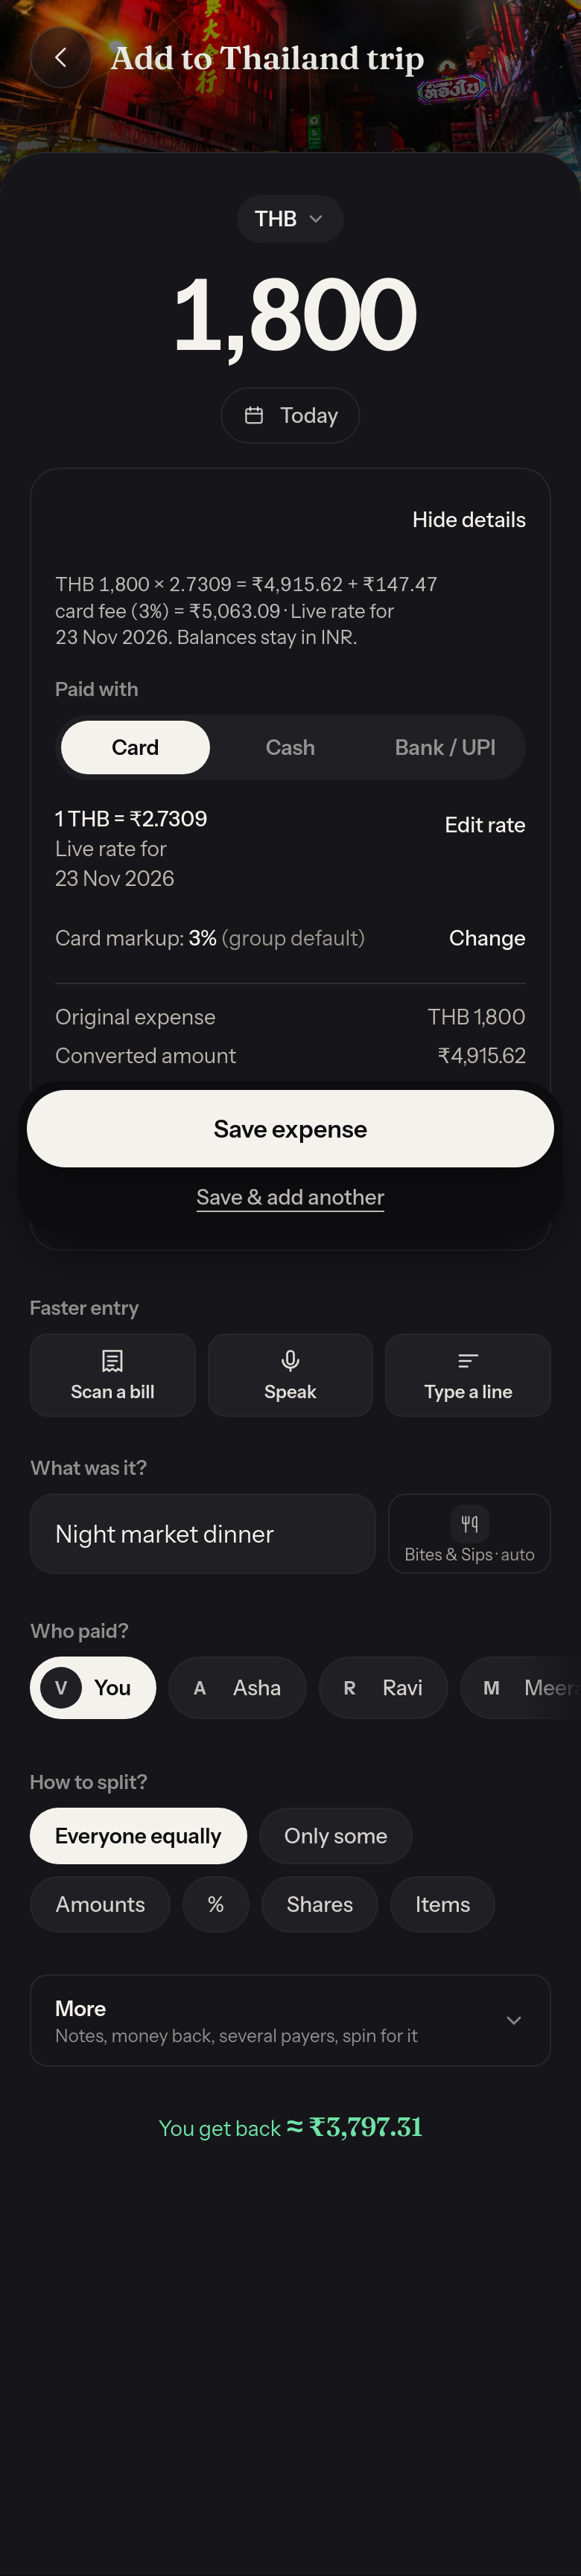 Add to Thailand trip
THB
1,800
Today
Hide details
THB 1,800 × 2.7309 = ₹4,915.62 + ₹147.47
card fee (3%) = ₹5,063.09 · Live rate for
23 Nov 2026. Balances stay in INR.
Paid with
Card Cash Bank / UPI
1 THB = ₹2.7309
Edit rate
Live rate for
23 Nov 2026
Card markup: 3% (group default) Change
Original expense THB 1,800
Converted amount ₹4,915.62
Save expense
Save & add another
Faster entry
Scan a bill Speak Type a line
What was it?
Night market dinner
Bites & Sips · auto
Who paid?
V You A Asha R Ravi M Meer
How to split?
Everyone equally Only some
Amounts % Shares Items
More
Notes, money back, several payers, spin for it
You get back ≈ ₹3,797.31